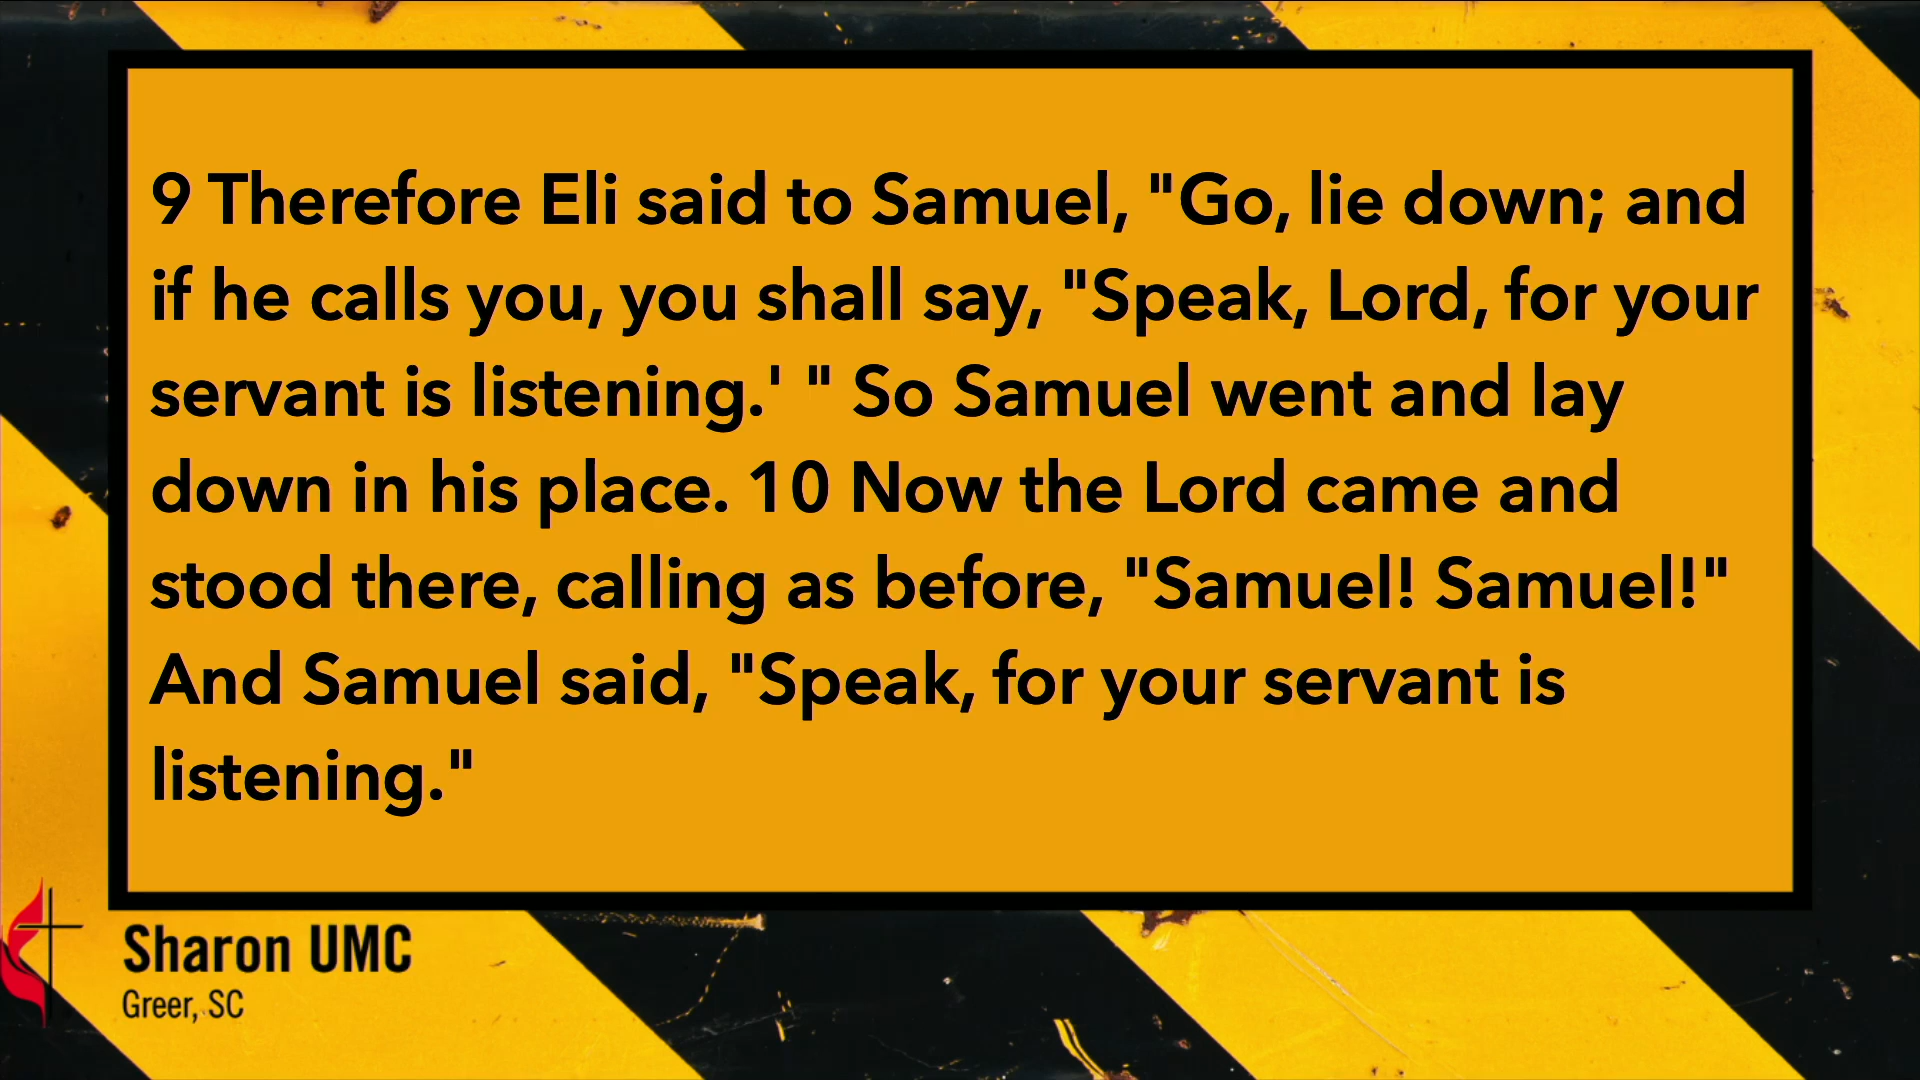 9 Therefore Eli said to Samuel, "Go, lie down; and
if he calls you, you shall say, "Speak, Lord, for your
servant is listening.' " So Samuel went and lay
down in his place. 10 Now the Lord came and
stood there, calling as before, "Samuel! Samuel!"
And Samuel said, "Speak, for your servant is
listening."
Sharon UMC
Greer, SC